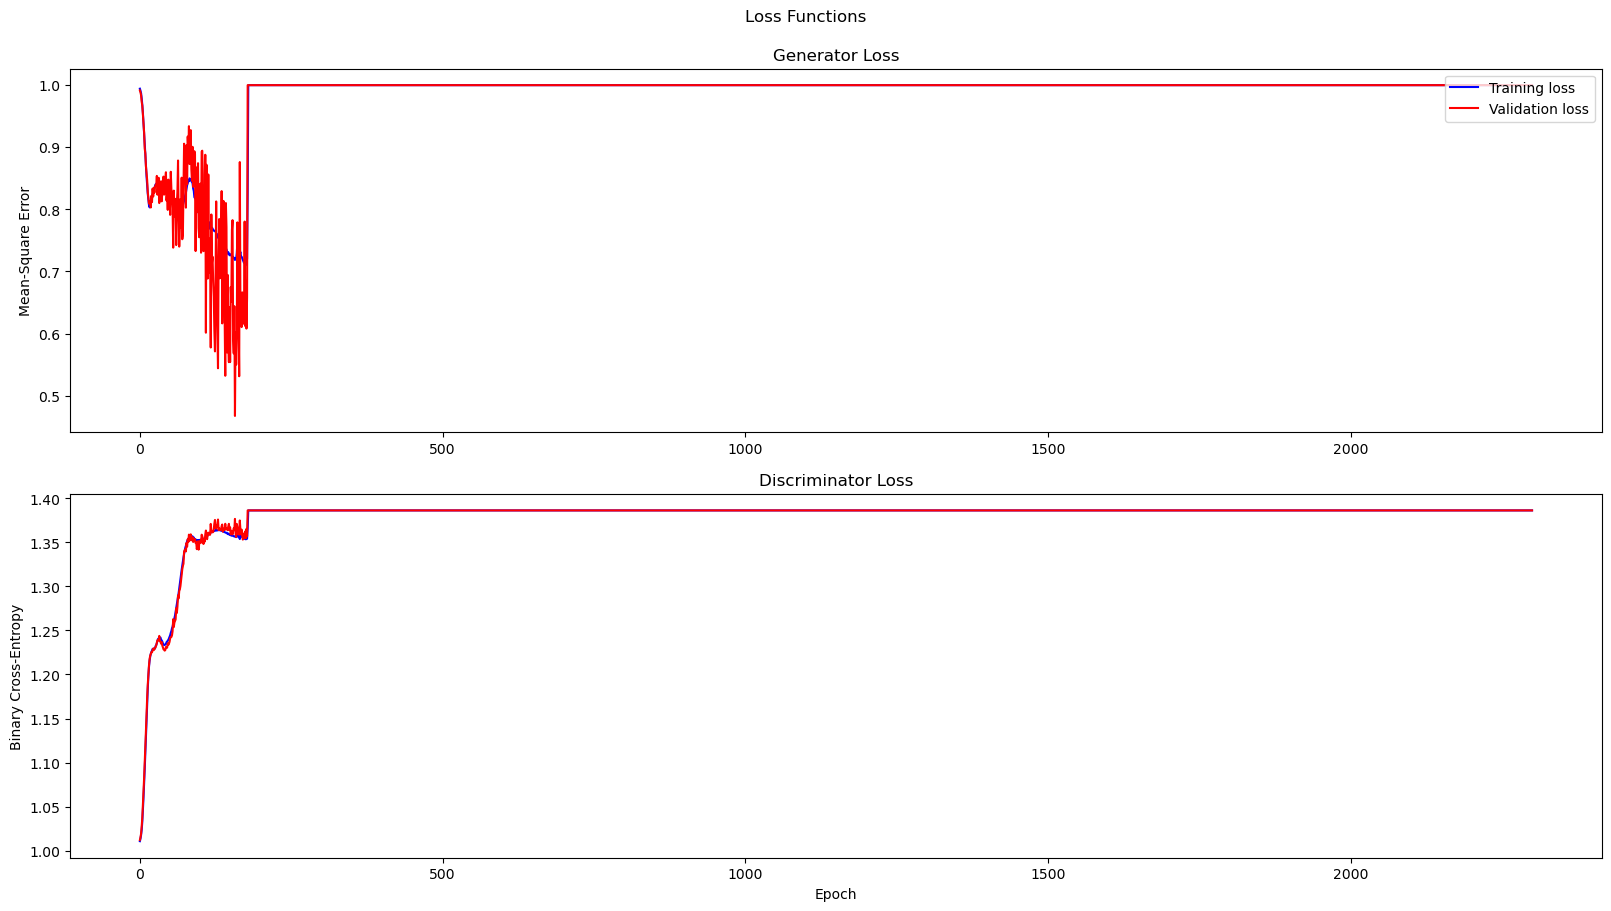 Loss Functions
Generator Loss
Mean-Square Error
1.0
0.9
0.8
0.7
0.6
0.5
Training loss
Validation loss
0 500 1000 1500 2000
Discriminator Loss
Binary Cross-Entropy
1.40
1.35
1.30
1.25
1.20
1.15
1.10
1.05
1.00
0 500 1000 1500 2000
Epoch